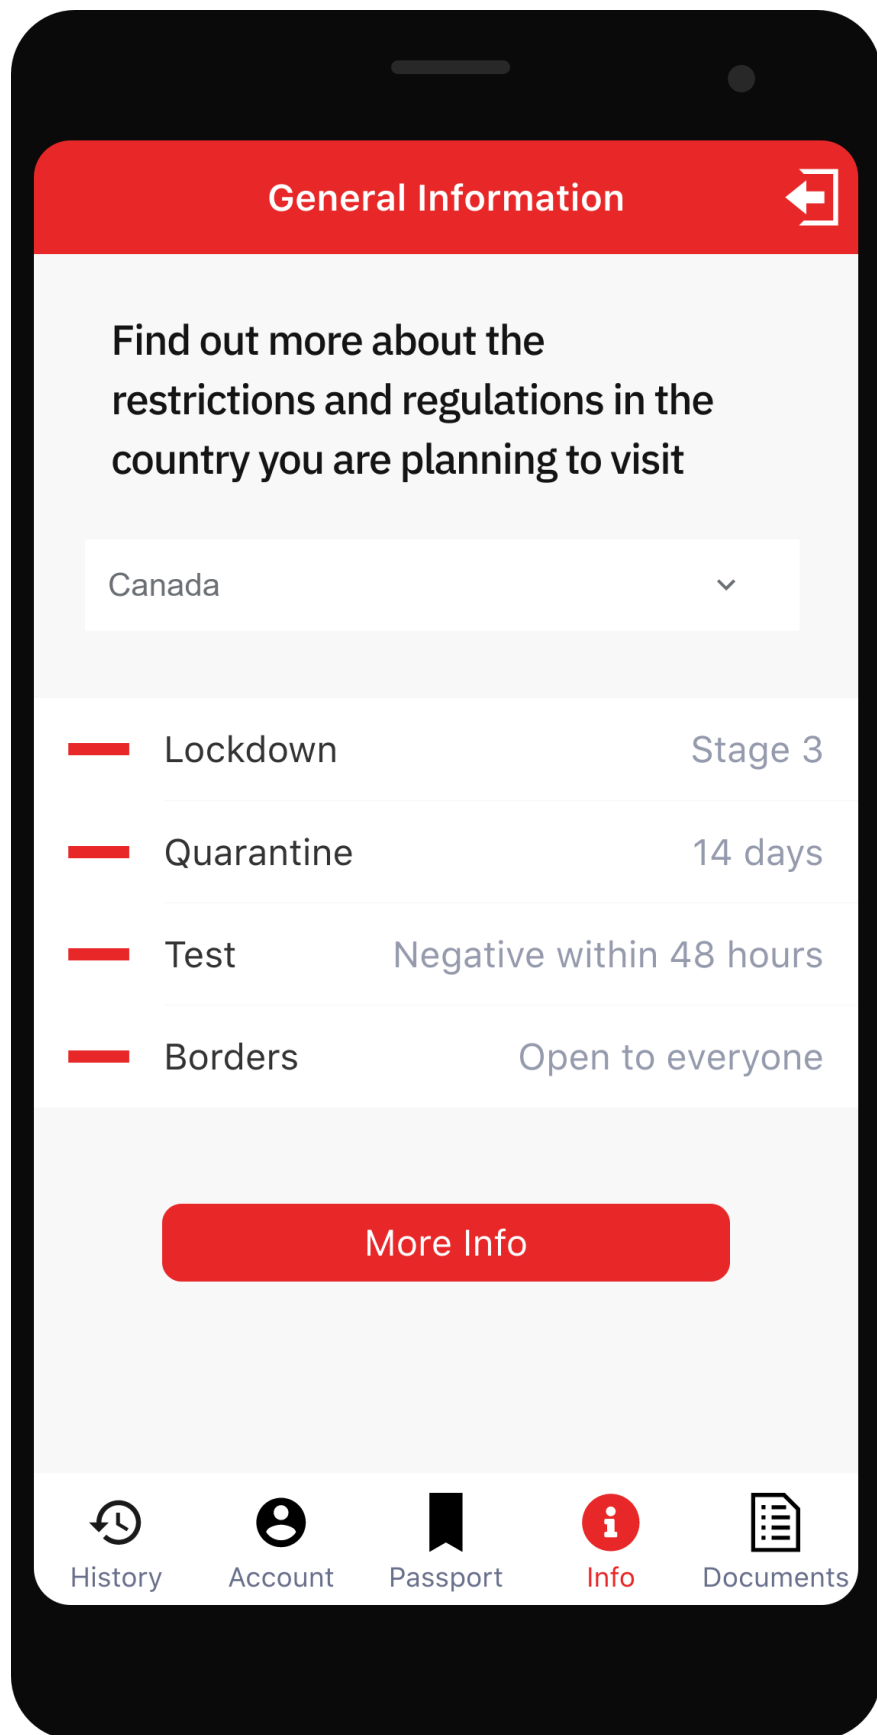 General Information
Find out more about the
restrictions and regulations in the
country you are planning to visit
Canada
Lockdown Stage 3
Quarantine 14 days
Test Negative within 48 hours
Borders Open to everyone
More Info
History Account Passport Info Documents